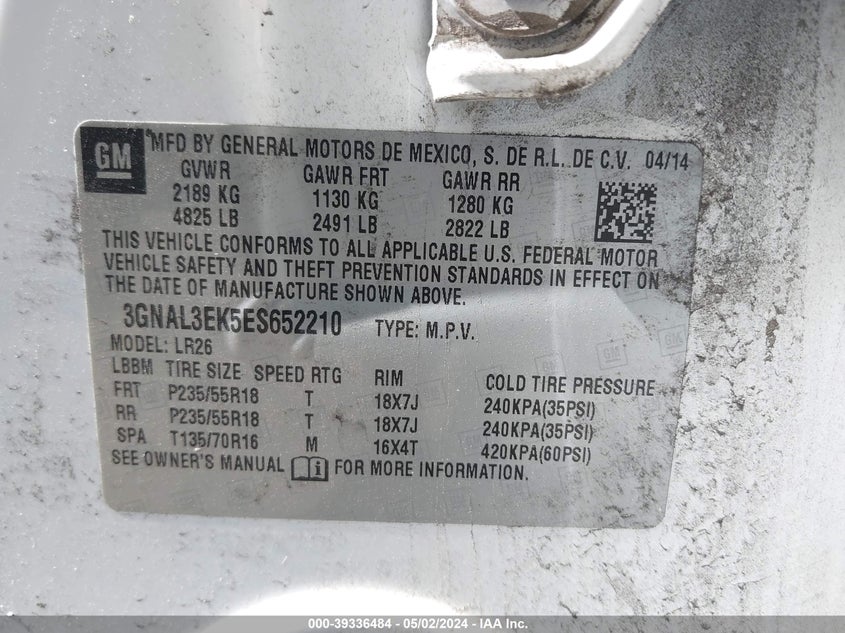 GM MFD BY GENERAL MOTORS DE MEXICO, S. DE R.L. DE C.V. 04/14
GVWR GAWR FRT GAWR RR
2189 KG 1130 KG 1280 KG
4825 LB 2491 LB 2822 LB
THIS VEHICLE CONFORMS TO ALL APPLICABLE U.S. FEDERAL MOTOR
VEHICLE SAFETY AND THEFT PREVENTION STANDARDS IN EFFECT ON
THE DATE OF MANUFACTURE SHOWN ABOVE.
3GNAL3EK5ES652210 TYPE: M.P.V.
MODEL: LR26
LBBM TIRE SIZE SPEED RTG RIM COLD TIRE PRESSURE
FRT P235/55R18 T 18X7J 240KPA(35PSI)
RR P235/55R18 T 18X7J 240KPA(35PSI)
SPA T135/70R16 M 16X4T 420KPA(60PSI)
SEE OWNER'S MANUAL FOR MORE INFORMATION.
000-39336484 - 05/02/2024 - IAA Inc.